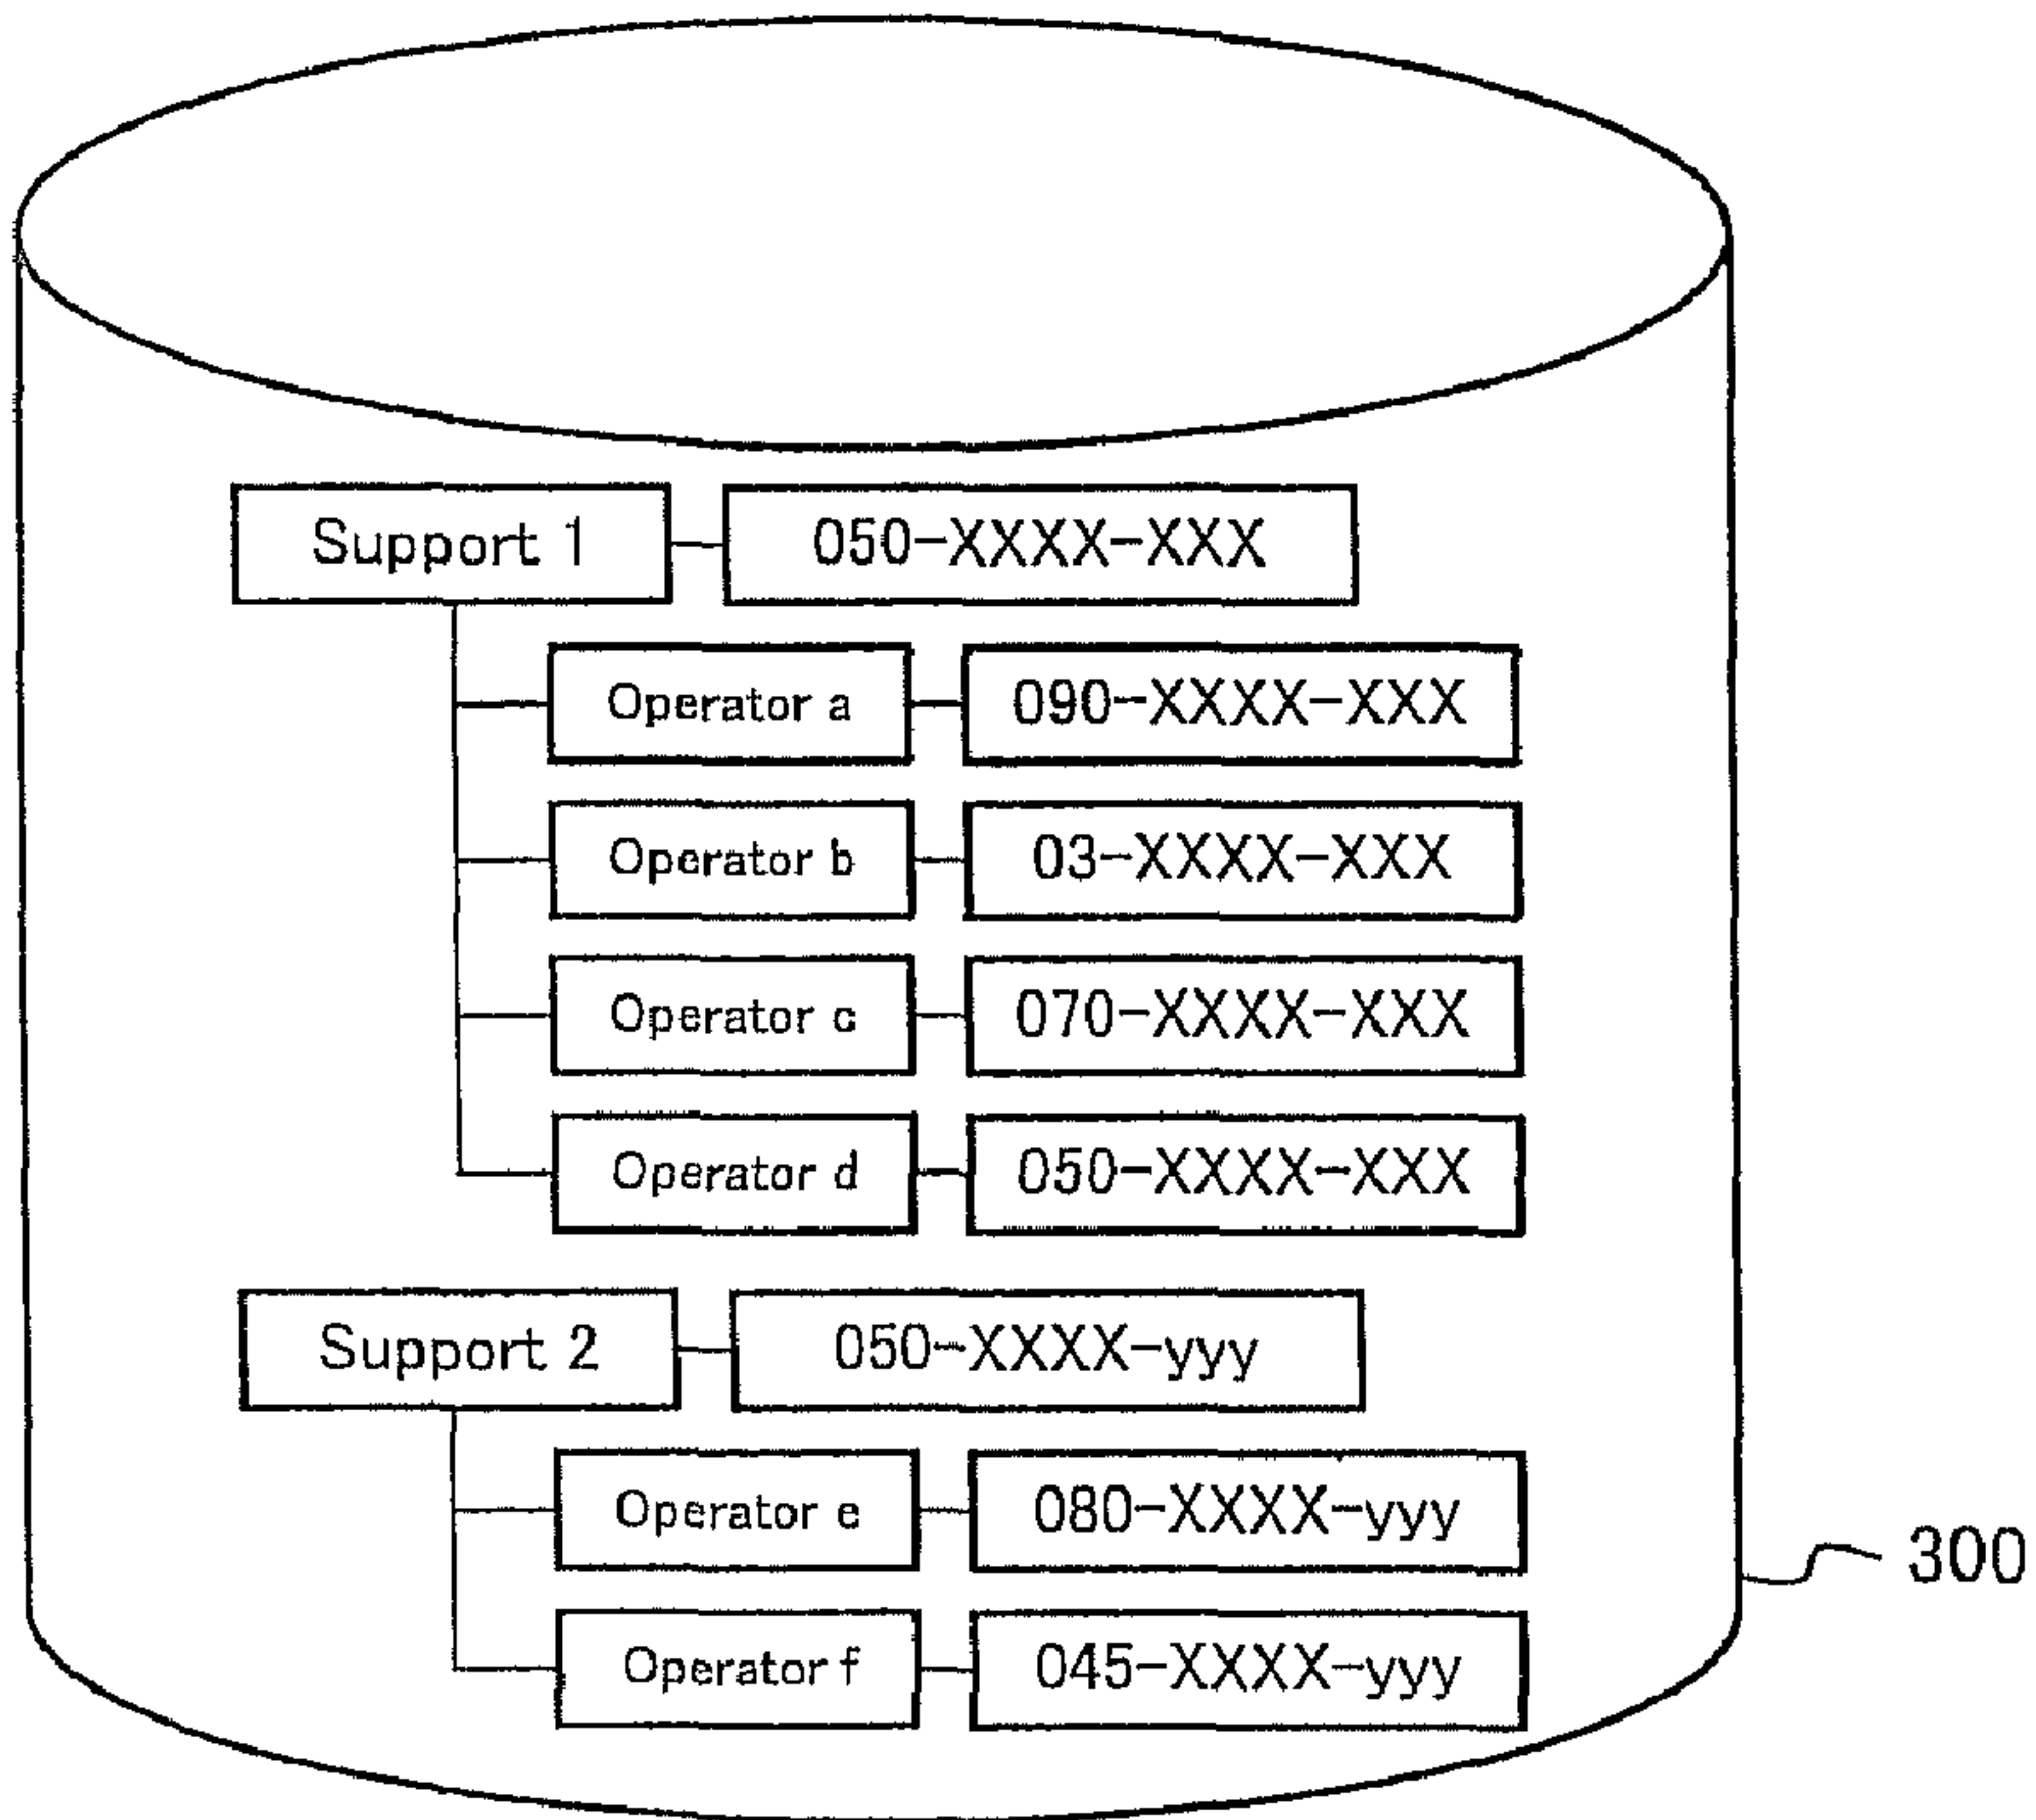 Support 1 050-XXXX-XXX
Operator a 090-XXXX-XXX
Operator b 03-XXXX-XXX
Operator c 070-XXXX-XXX
Operator d 050-XXXX-XXX
Support 2 050-XXXX-yyy
Operator e 080-XXXX-yyy
Operator f 045-XXXX-yyy
300